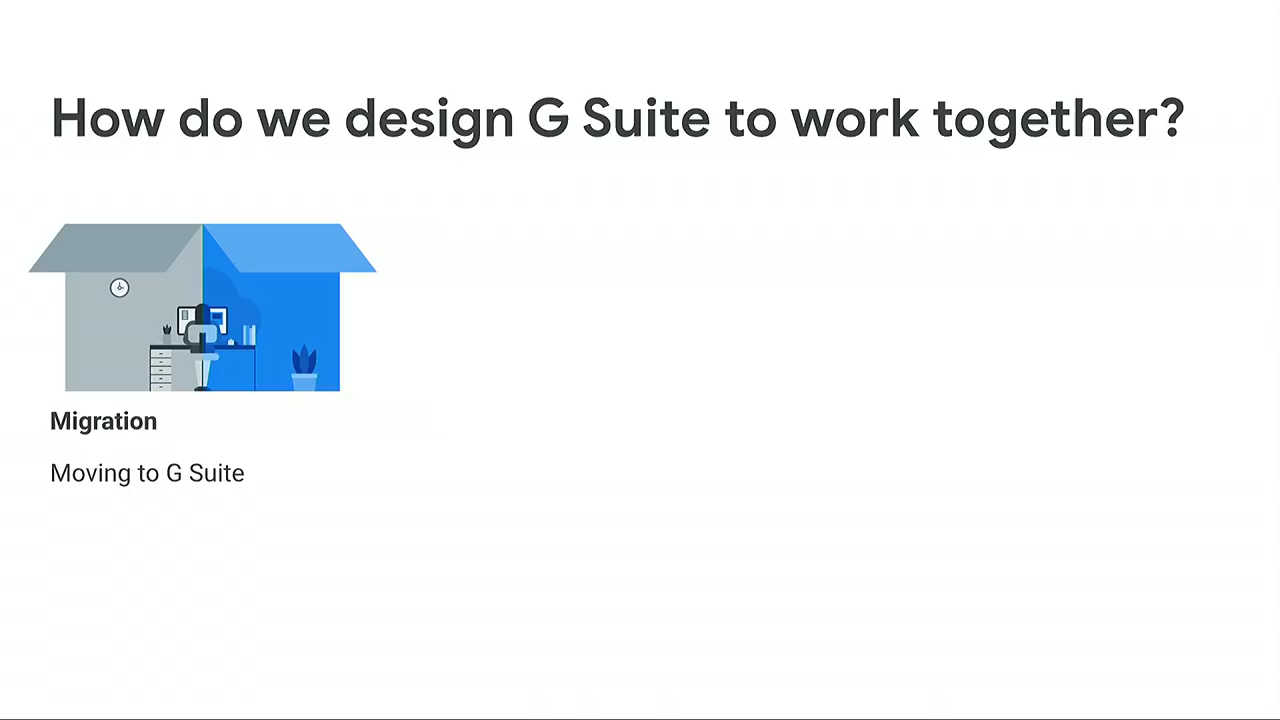 How do we design G Suite to work together?
Migration
Moving to G Suite